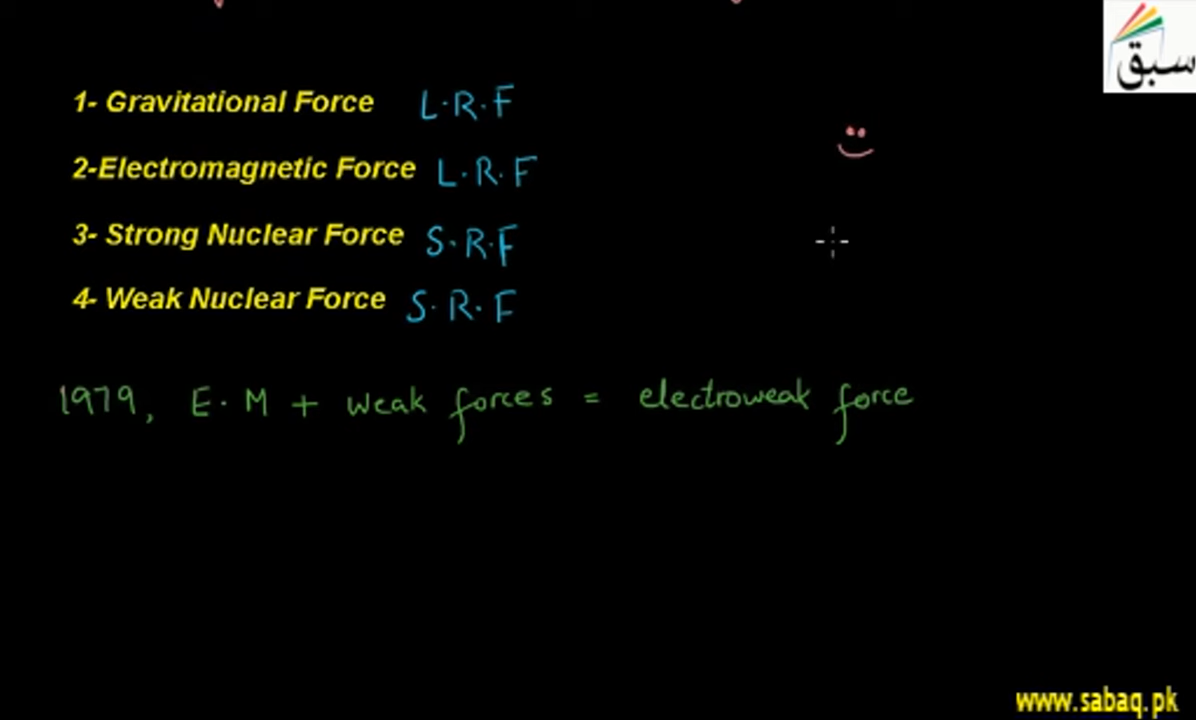 سبق
1- Gravitational Force L.R.F
2-Electromagnetic Force L.R.F
3- Strong Nuclear Force S.R.F
4- Weak Nuclear Force S.R.F
1979, E.M + weak forces = electroweak force
www.sabaq.pk